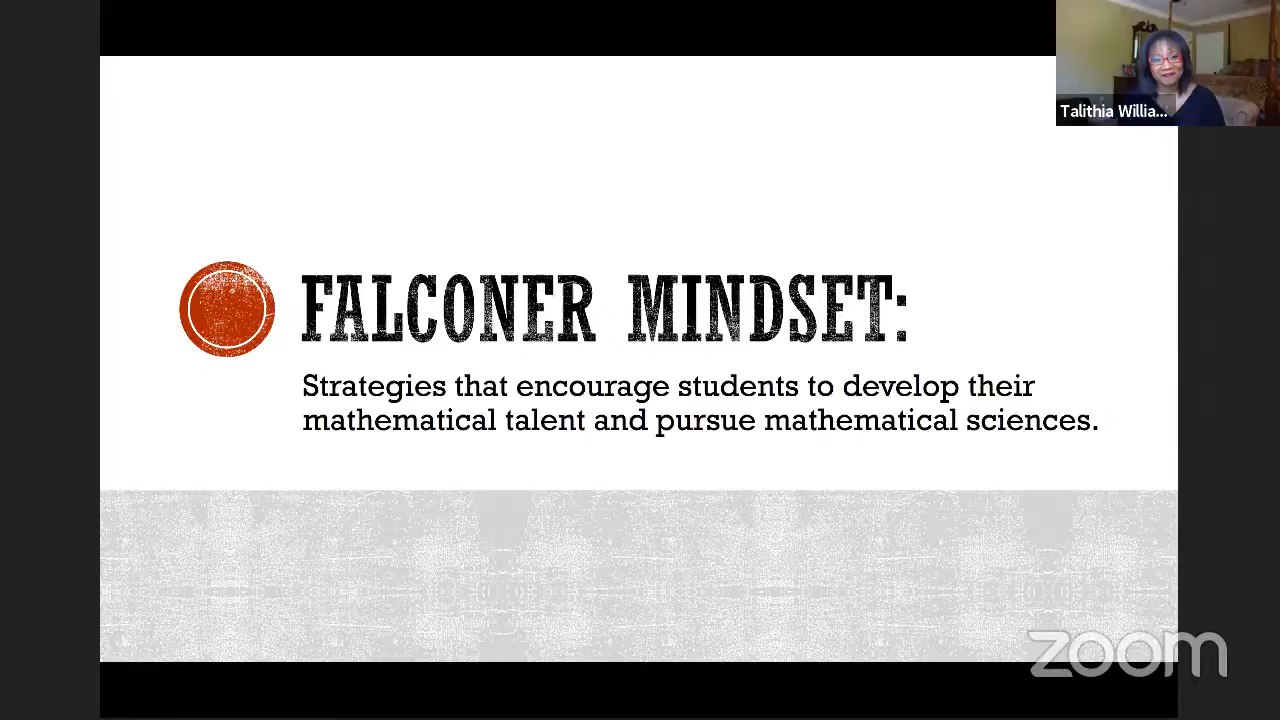 Talithia Willia...
FALCONER MINDSET:
Strategies that encourage students to develop their
mathematical talent and pursue mathematical sciences.
zoom